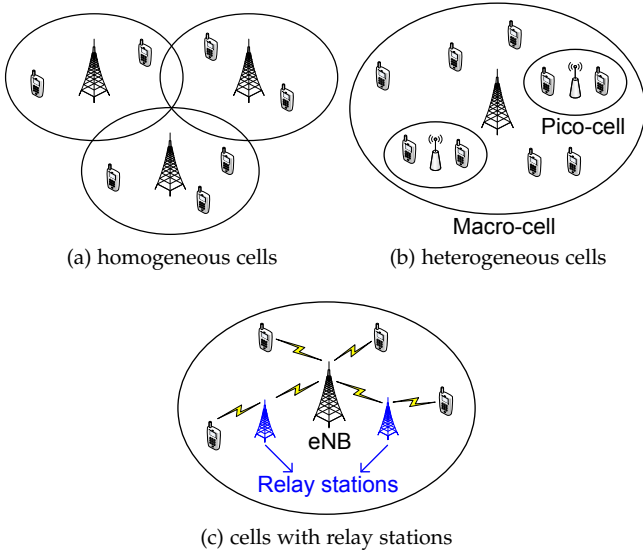 Pico-cell
Macro-cell
(a) homogeneous cells
(b) heterogeneous cells
eNB
Relay stations
(c) cells with relay stations